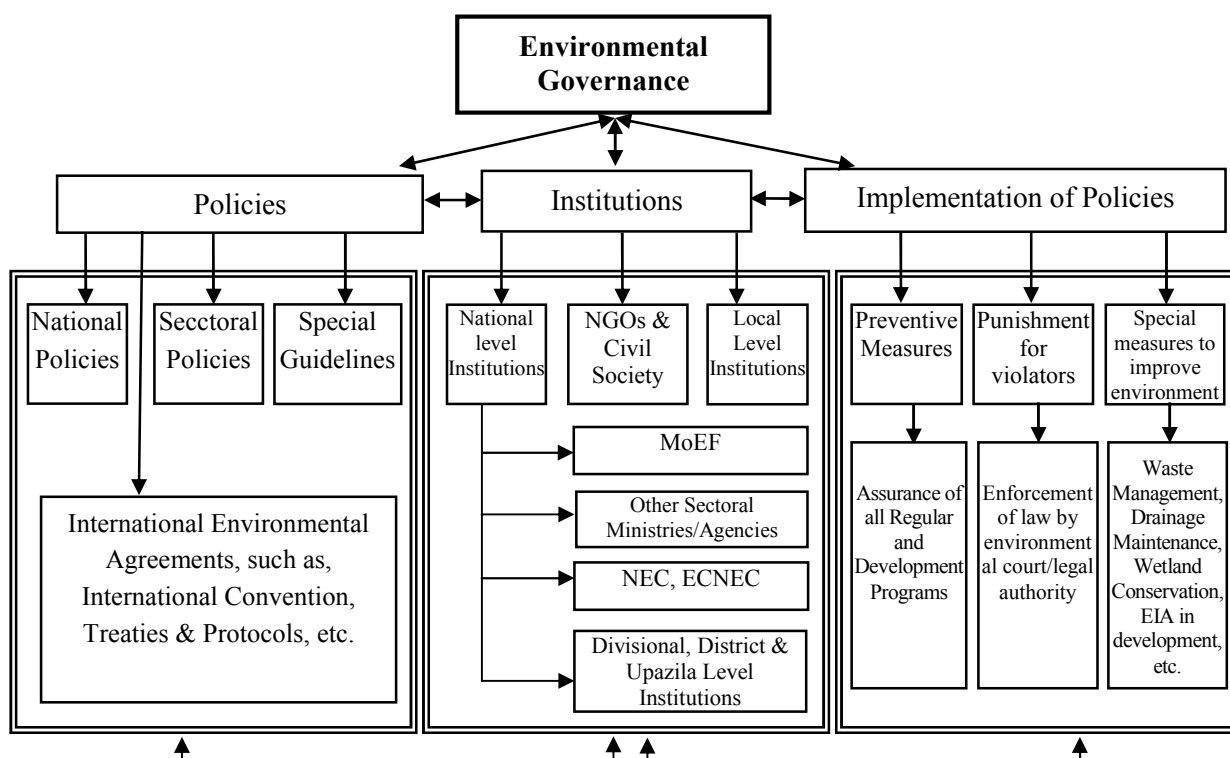 Environmental
Governance
Policies
Institutions
Implementation of Policies
National
Policies
Secctoral
Policies
Special
Guidelines
International Environmental
Agreements, such as,
International Convention,
Treaties & Protocols, etc.
National
level
Institutions
NGOs &
Civil
Society
Local
Level
Institutions
MoEF
Other Sectoral
Ministries/Agencies
NEC, ECNEC
Divisional, District &
Upazila Level
Institutions
Preventive
Measures
Punishment
for
violators
Special
measures to
improve
environment
Assurance of
all Regular
and
Development
Programs
Enforcement
of law by
environment
al court/legal
authority
Waste
Management,
Drainage
Maintenance,
Wetland
Conservation,
EIA in
development,
etc.